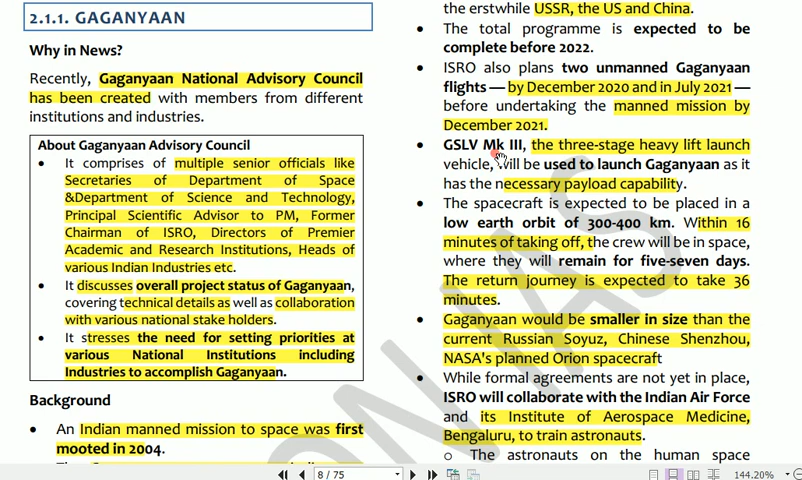 2.1.1. GAGANYAAN
Why in News?
Recently, Gaganyaan National Advisory Council
has been created with members from different
institutions and industries.
About Gaganyaan Advisory Council
• It comprises of multiple senior officials like
Secretaries of Department of Space
&Department of Science and Technology,
Principal Scientific Advisor to PM, Former
Chairman of ISRO, Directors of Premier
Academic and Research Institutions, Heads of
various Indian Industries etc.
• It discusses overall project status of Gaganyaan,
covering technical details as well as collaboration
with various national stake holders.
• It stresses the need for setting priorities at
various National Institutions including
Industries to accomplish Gaganyaan.
Background
• An Indian manned mission to space was first
mooted in 2004.
the erstwhile USSR, the US and China.
• The total programme is expected to be
complete before 2022.
• ISRO also plans two unmanned Gaganyaan
flights — by December 2020 and in July 2021 —
before undertaking the manned mission by
December 2021.
• GSLV Mk III, the three-stage heavy lift launch
vehicle, will be used to launch Gaganyaan as it
has the necessary payload capability.
• The spacecraft is expected to be placed in a
low earth orbit of 300-400 km. Within 16
minutes of taking off, the crew will be in space,
where they will remain for five-seven days.
The return journey is expected to take 36
minutes.
• Gaganyaan would be smaller in size than the
current Russian Soyuz, Chinese Shenzhou,
NASA's planned Orion spacecraft
• While formal agreements are not yet in place,
ISRO will collaborate with the Indian Air Force
and its Institute of Aerospace Medicine,
Bengaluru, to train astronauts.
o The astronauts on the human space
8 / 75
144.20%